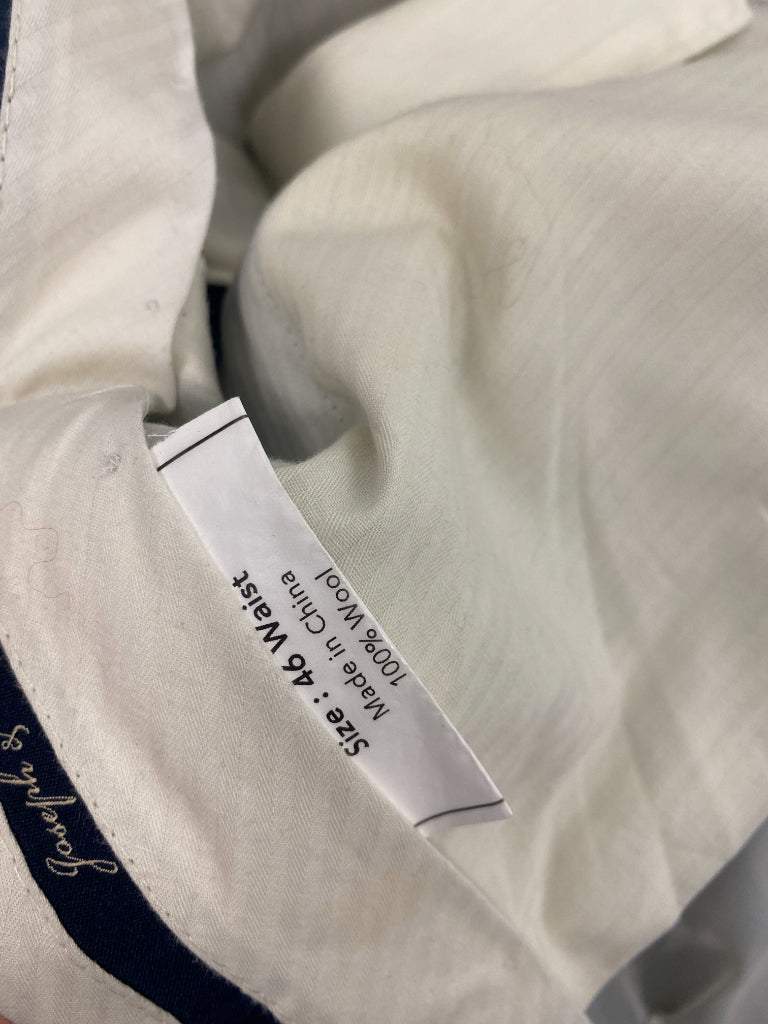 Size : 46 Waist
Made in China
100% Wool
Joseph &